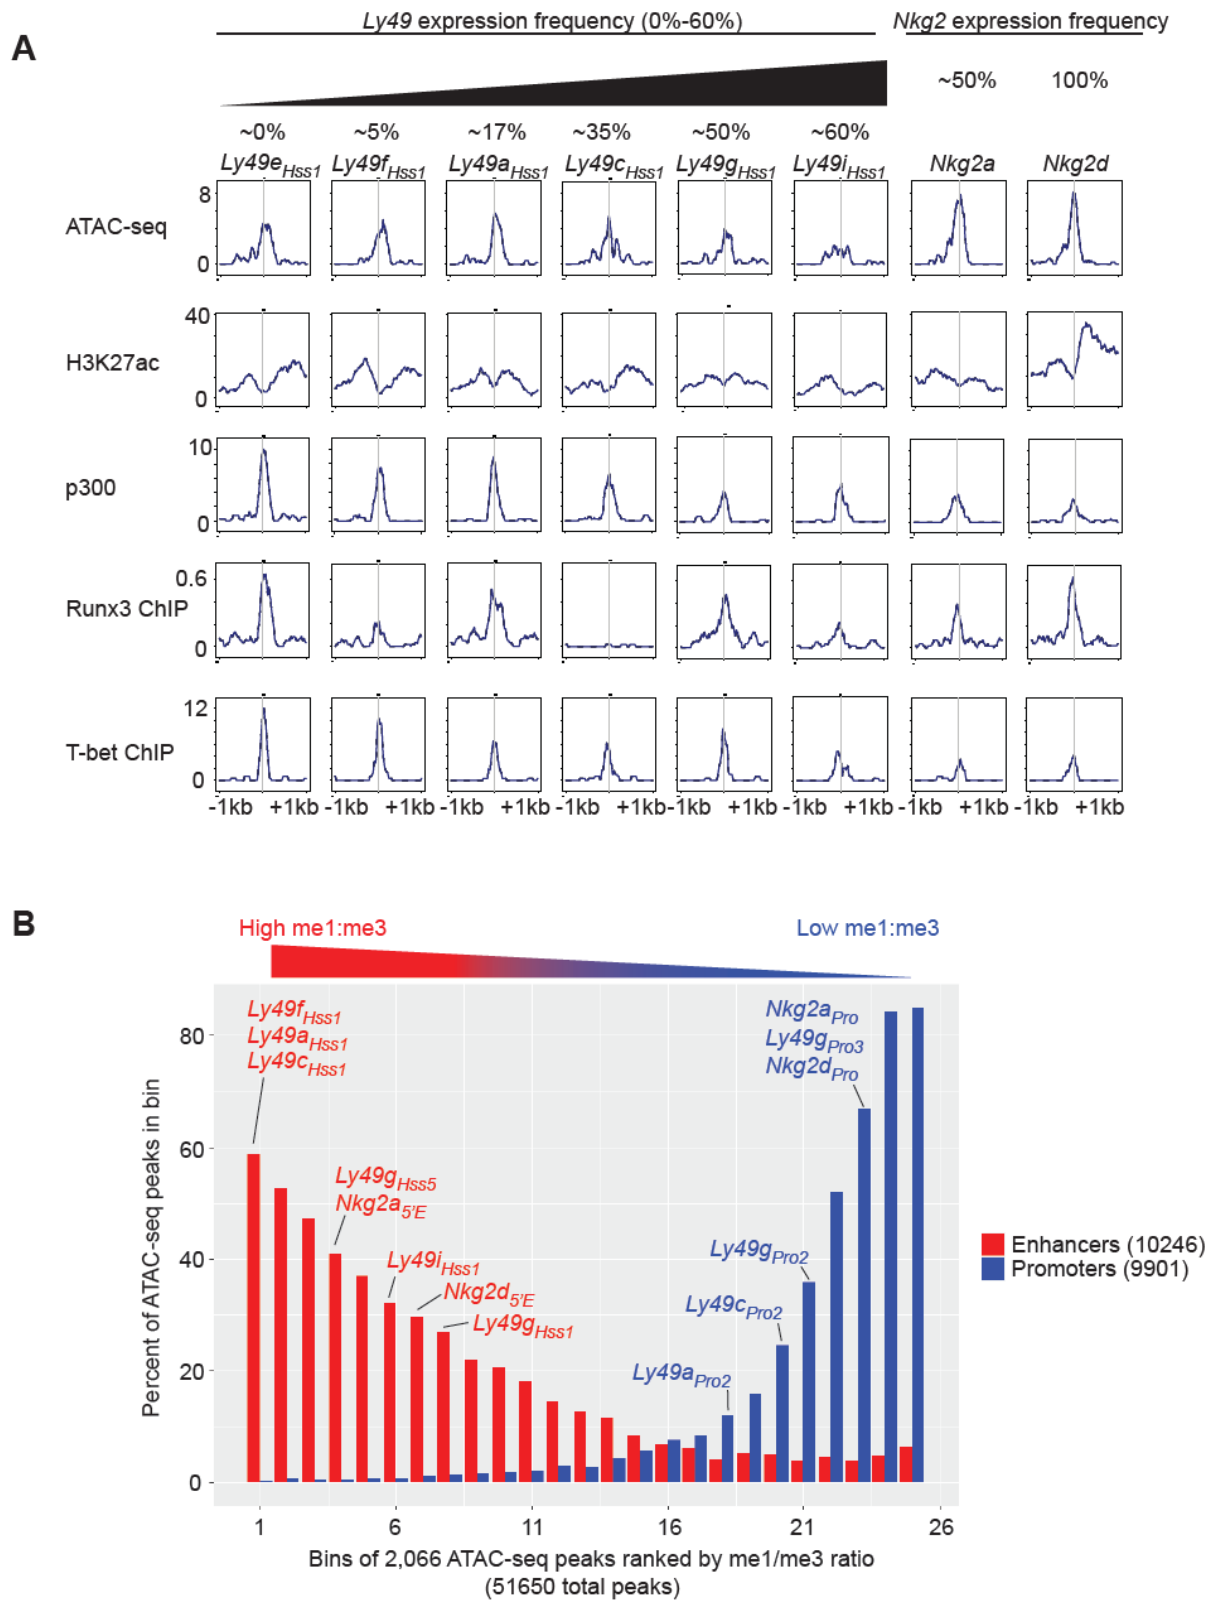 A
Ly49 expression frequency (0%-60%) Nkg2 expression frequency
~50% 100%
~0% ~5% ~17% ~35% ~50% ~60%
Ly49eHss1 Ly49fHss1 Ly49aHss1 Ly49cHss1 Ly49gHss1 Ly49iHss1 Nkg2a Nkg2d
8
ATAC-seq
0
40
H3K27ac
0
10
p300
0
0.6
Runx3 ChIP
0
12
T-bet ChIP
0
-1kb +1kb -1kb +1kb -1kb +1kb -1kb +1kb -1kb +1kb -1kb +1kb -1kb +1kb -1kb +1kb
B
High me1:me3 Low me1:me3
Ly49fHss1
Ly49aHss1
Ly49cHss1
Nkg2aPro
Ly49gPro3
Nkg2dPro
Ly49gHss5
Nkg2a5'E
Ly49iHss1
Nkg2d5'E
Ly49gHss1
Ly49gPro2
Ly49cPro2
Ly49aPro2
80
60
40
20
0
Percent of ATAC-seq peaks in bin
Enhancers (10246)
Promoters (9901)
1 6 11 16 21 26
Bins of 2,066 ATAC-seq peaks ranked by me1/me3 ratio
(51650 total peaks)